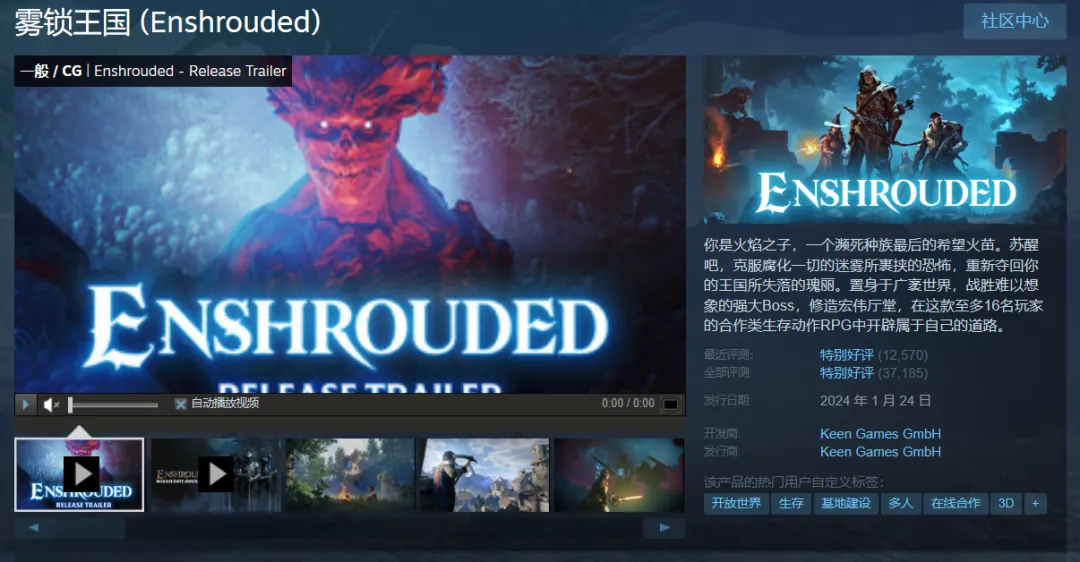 雾锁王国 (Enshrouded)
社区中心
一般 / CG | Enshrouded - Release Trailer
ENSHROUDED
RELEASE TRAILER
自动播放视频
0:00 / 0:00
ENSHROUDED
RELEASE TRAILER
ENSHROUDED
你是火焰之子，一个濒死种族最后的希望火苗。苏醒
吧，克服腐化一切的迷雾所裹挟的恐怖，重新夺回你
的王国所失落的瑰丽。置身于广袤世界，战胜难以想
象的强大Boss，修造宏伟厅堂，在这款至多16名玩家
的合作类生存动作RPG中开辟属于自己的道路。
最近评测: 特别好评 (12,570)
全部评测: 特别好评 (37,185)
发行日期: 2024 年 1 月 24 日
开发商: Keen Games GmbH
发行商: Keen Games GmbH
该产品的热门用户自定义标签:
开放世界 生存 基地建设 多人 在线合作 3D +